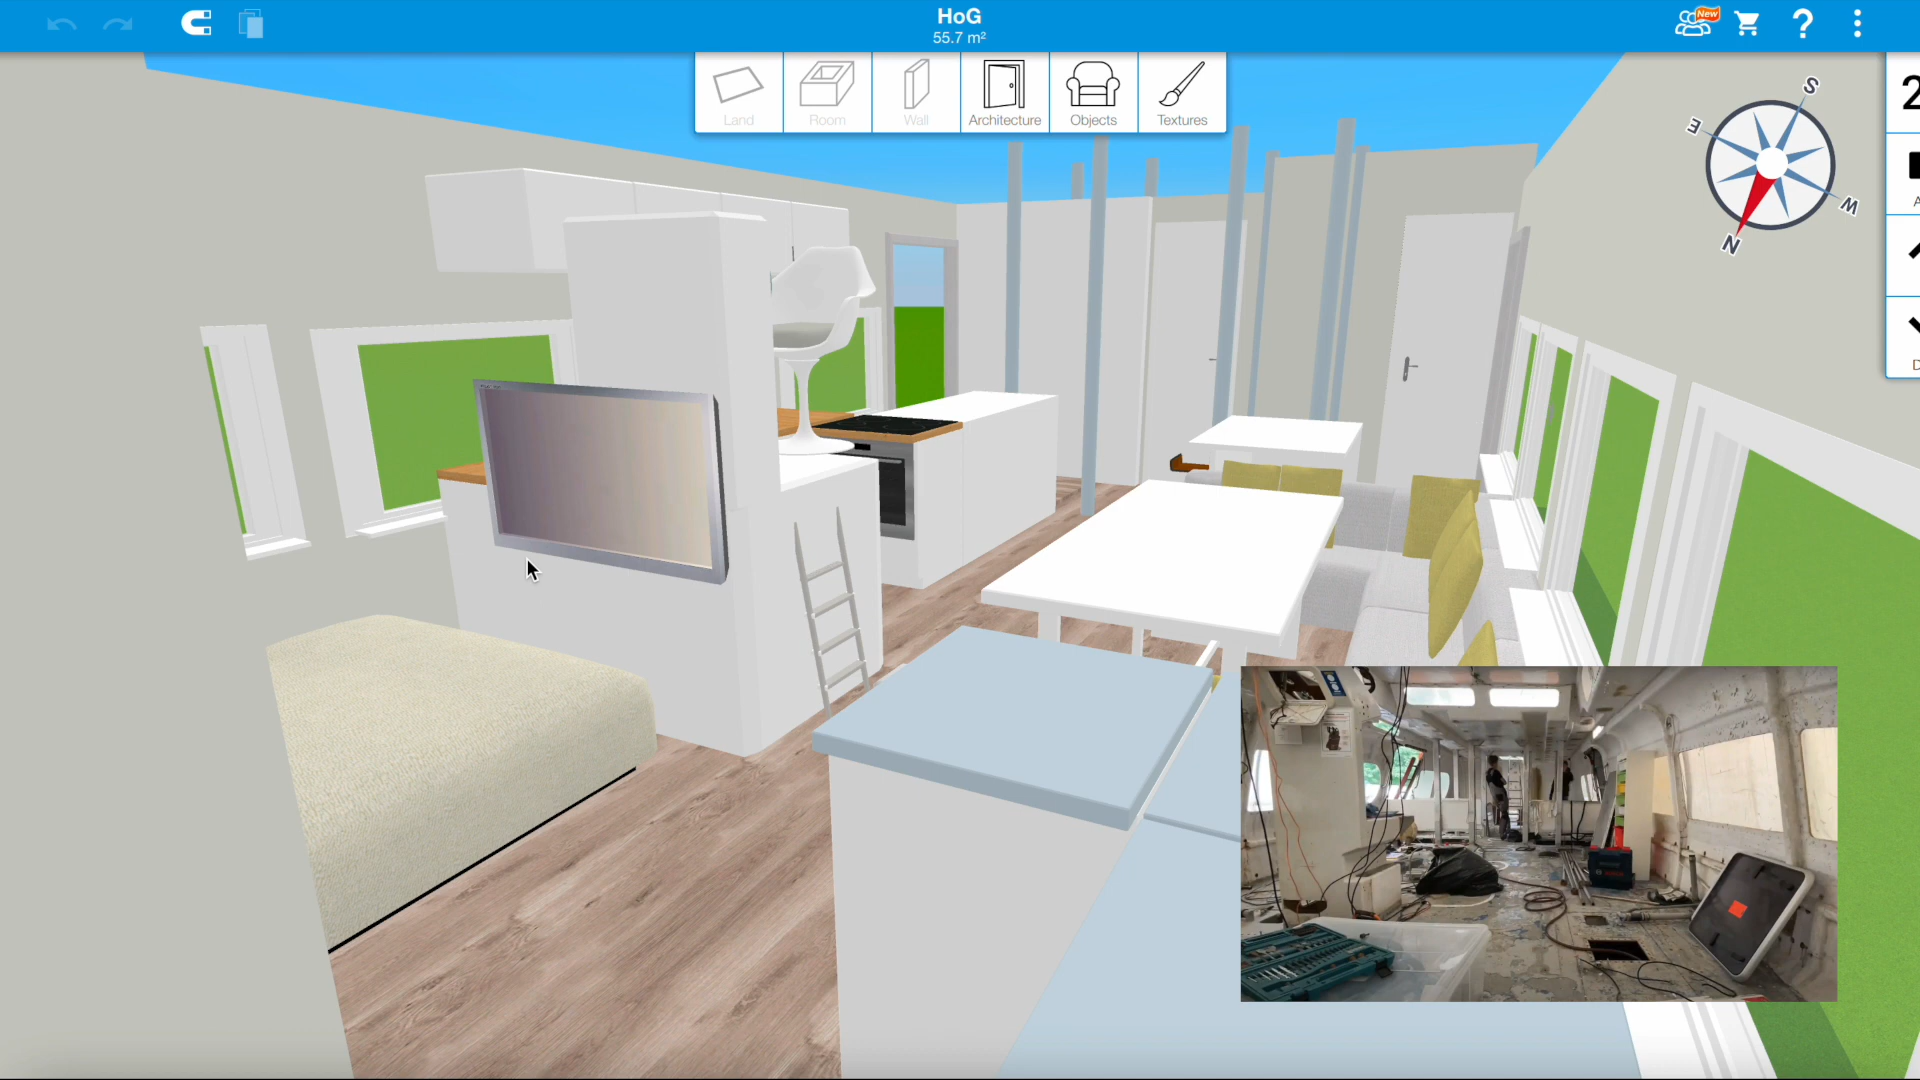 HoG
55.7 m²
New
Land
Room
Wall
Architecture
Objects
Textures
S
E
W
N
2
A
D